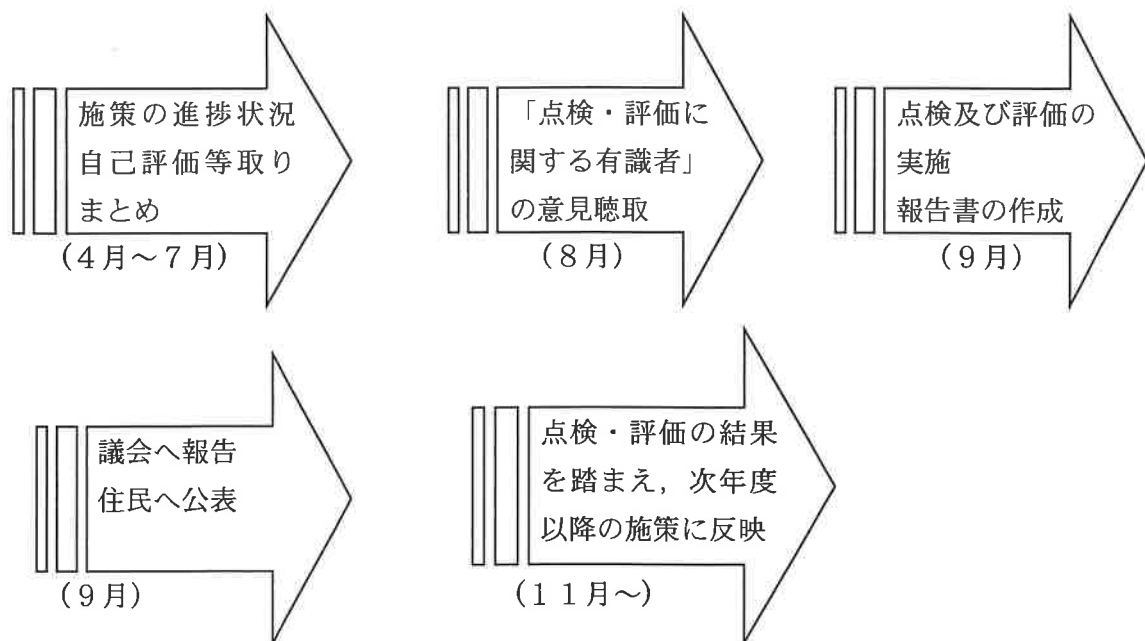 施策の進捗状況
自己評価等取り
まとめ
(4月~7月)
「点検・評価に
関する有識者」
の意見聴取
(8月)
点検及び評価の
実施
報告書の作成
(9月)
議会へ報告
住民へ公表
(9月)
点検・評価の結果
を踏まえ,次年度
以降の施策に反映
(11月~)